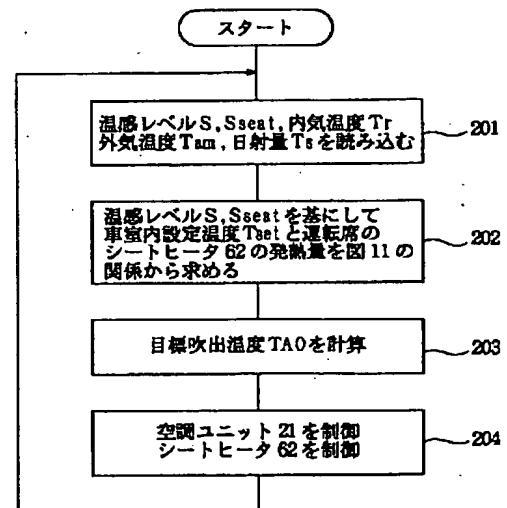 スタート
温感レベルS,Sseat,内気温度Tr
外気温度Tam,日射量Tsを読み込む
201
温感レベルS,Sseatを基にして
車室内設定温度Tsetと運転席の
シートヒータ62の発熱量を図11の
関係から求める
202
目標吹出温度TAOを計算
203
空調ユニット21を制御
シートヒータ62を制御
204